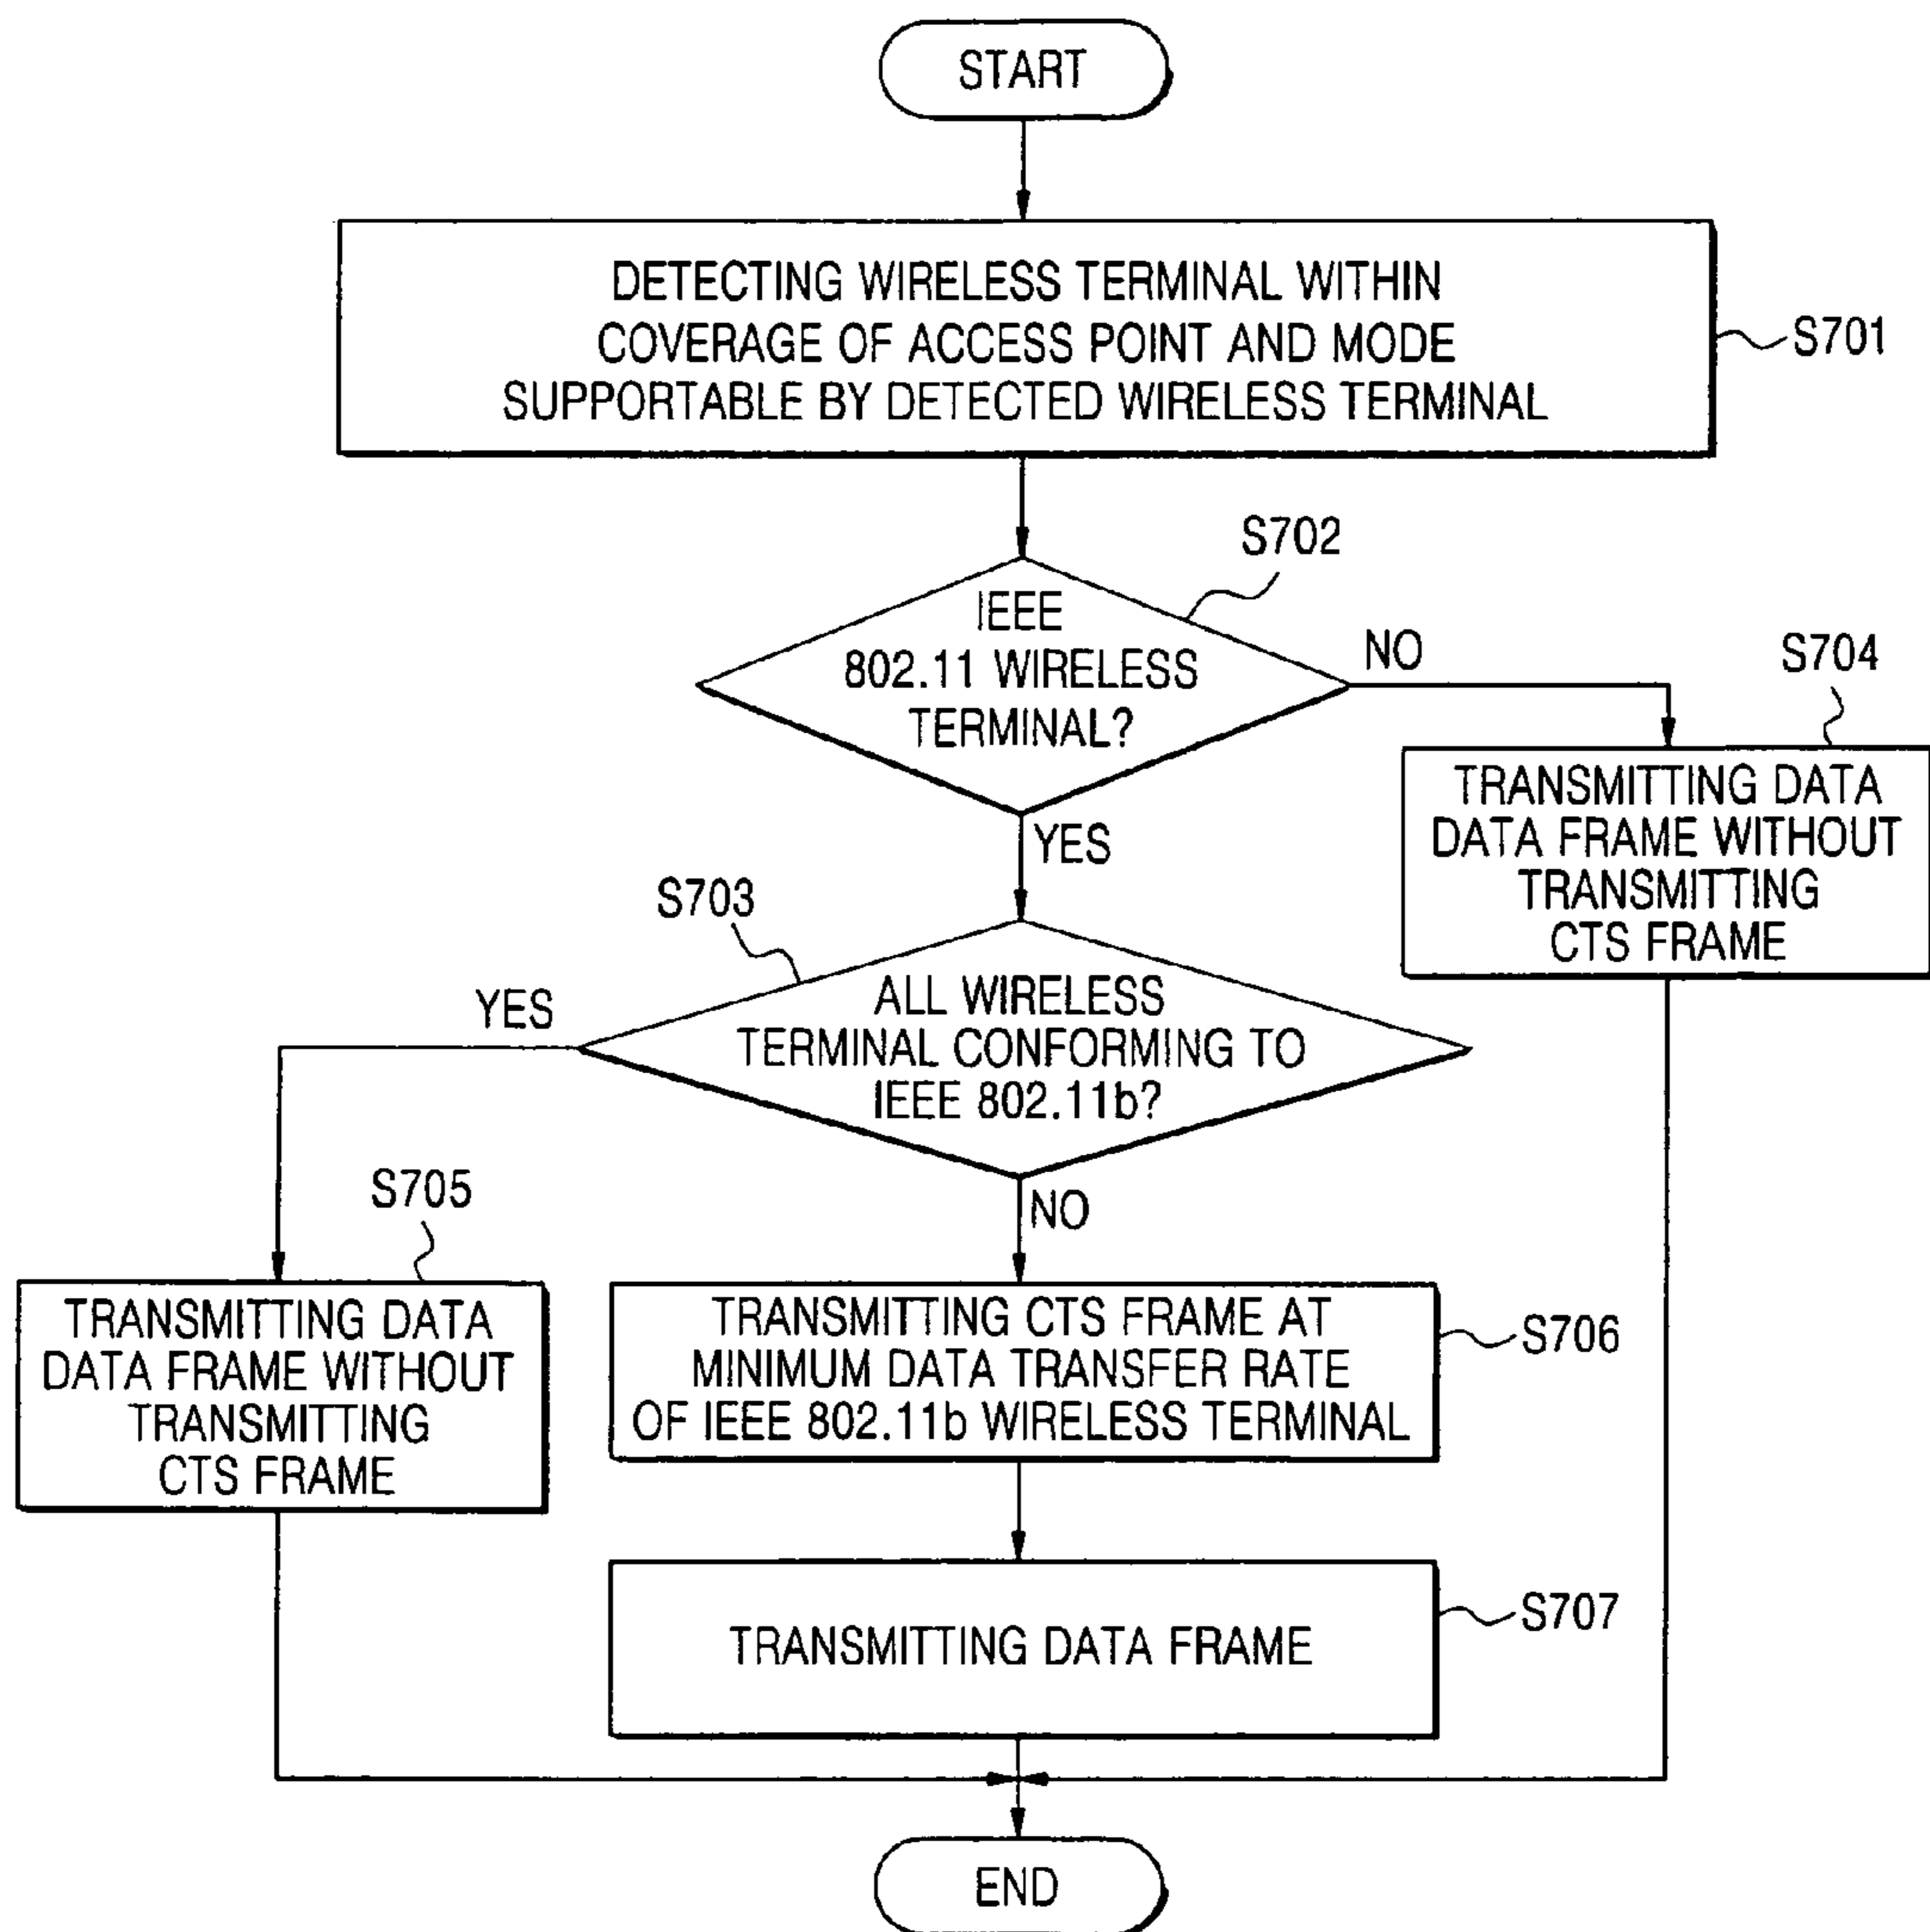 START
DETECTING WIRELESS TERMINAL WITHIN
COVERAGE OF ACCESS POINT AND MODE
SUPPORTABLE BY DETECTED WIRELESS TERMINAL
S701
S702
IEEE
802.11 WIRELESS
TERMINAL?
NO
S704
TRANSMITTING DATA
DATA FRAME WITHOUT
TRANSMITTING
CTS FRAME
YES
S703
ALL WIRELESS
TERMINAL CONFORMING TO
IEEE 802.11b?
YES
S705
NO
TRANSMITTING DATA
DATA FRAME WITHOUT
TRANSMITTING
CTS FRAME
TRANSMITTING CTS FRAME AT
MINIMUM DATA TRANSFER RATE
OF IEEE 802.11b WIRELESS TERMINAL
S706
TRANSMITTING DATA FRAME
S707
END